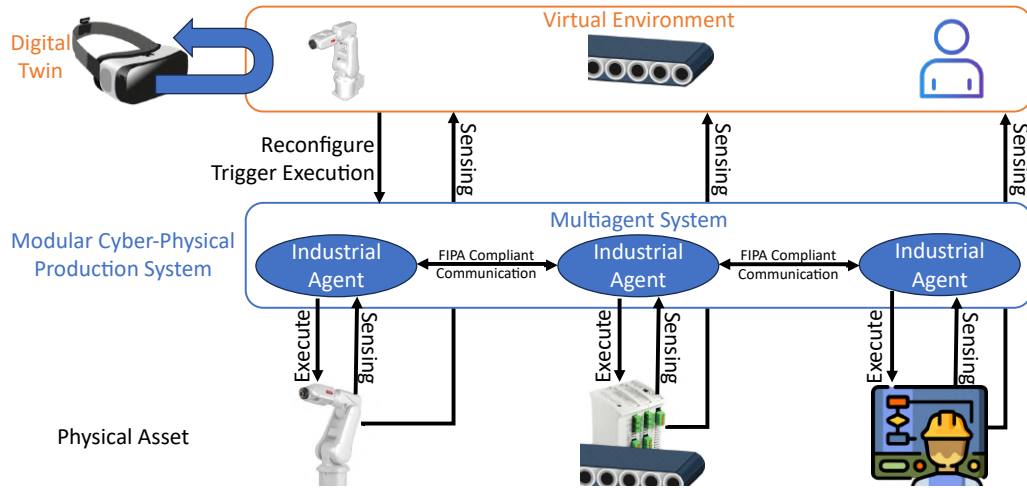 Virtual Environment
Digital
Twin
Reconfigure
Trigger Execution
Sensing
Sensing
Sensing
Multiagent System
Modular Cyber-Physical
Production System
Industrial
Agent
FIPA Compliant
Communication
Industrial
Agent
FIPA Compliant
Communication
Industrial
Agent
Execute
Sensing
Execute
Sensing
Execute
Sensing
Physical Asset